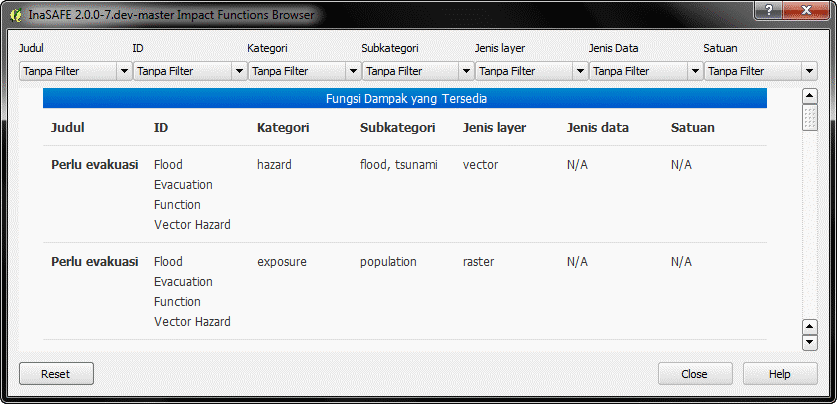 InaSAFE 2.0.0-7.dev-master Impact Functions Browser
Judul ID Kategori Subkategori Jenis layer Jenis Data Satuan
Tanpa Filter Tanpa Filter Tanpa Filter Tanpa Filter Tanpa Filter Tanpa Filter Tanpa Filter
Fungsi Dampak yang Tersedia
Judul ID Kategori Subkategori Jenis layer Jenis data Satuan
Perlu evakuasi Flood hazard flood, tsunami vector N/A N/A
Evacuation
Function
Vector Hazard
Perlu evakuasi Flood exposure population raster N/A N/A
Evacuation
Function
Vector Hazard
Reset Close Help